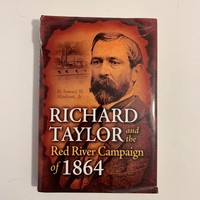 RICHARD
TAYLOR and the
Red River Campaign
of 1864